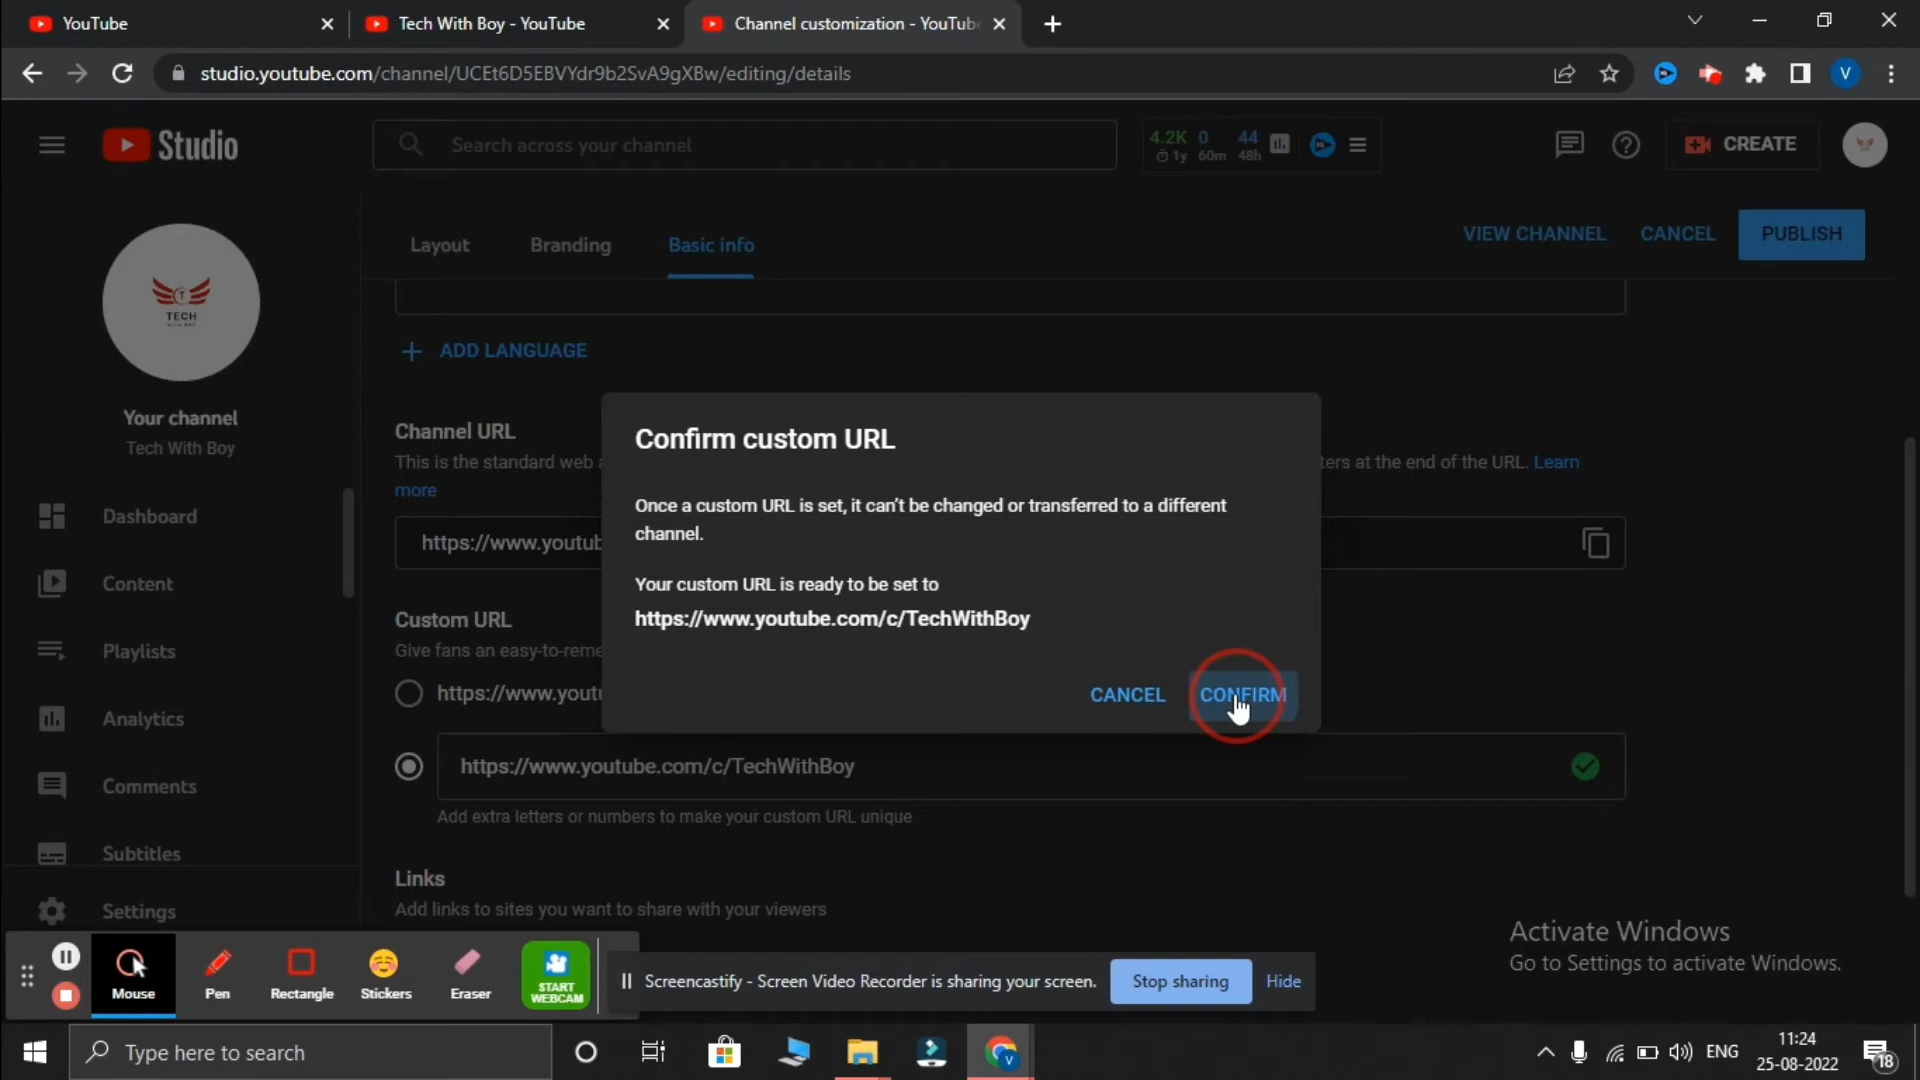 YouTube
Tech With Boy - YouTube
Channel customization - YouTub
studio.youtube.com/channel/UCEt6D5EBVYdr9b2SvA9gXBw/editing/details
V
Studio
Search across your channel
4.2K 0 44
1y 60m 48h
CREATE
Layout
Branding
Basic info
VIEW CHANNEL
CANCEL
PUBLISH
TECH
Your channel
Tech With Boy
Dashboard
Content
Playlists
Analytics
Comments
Subtitles
Settings
ADD LANGUAGE
Channel URL
This is the standard web
ters at the end of the URL. Learn
more
https://www.youtub
Custom URL
Give fans an easy-to-reme
https://www.yout
https://www.youtube.com/c/TechWithBoy
Add extra letters or numbers to make your custom URL unique
Links
Add links to sites you want to share with your viewers
Confirm custom URL
Once a custom URL is set, it can't be changed or transferred to a different
channel.
Your custom URL is ready to be set to
https://www.youtube.com/c/TechWithBoy
CANCEL
CONFIRM
Activate Windows
Go to Settings to activate Windows.
Mouse
Pen
Rectangle
Stickers
Eraser
START
WEBCAM
Screencastify - Screen Video Recorder is sharing your screen.
Stop sharing
Hide
Type here to search
V
ENG
11:24
25-08-2022
18